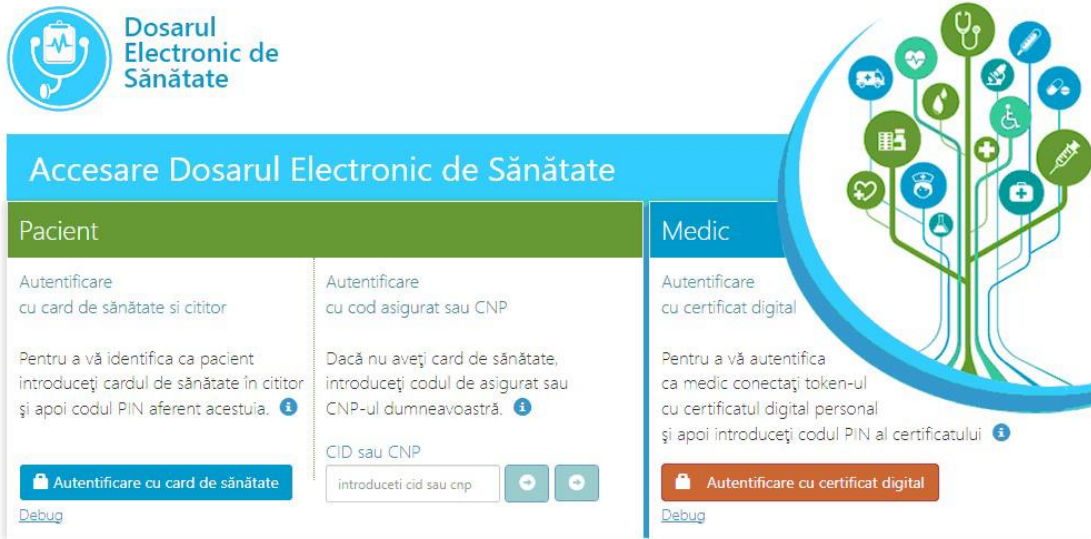 Dosarul
Electronic de
Sănătate
Accesare Dosarul Electronic de Sănătate
Pacient
Autentificare
cu card de sănătate si cititor
Pentru a vă identifica ca pacient
introduceţi cardul de sănătate în cititor
şi apoi codul PIN aferent acestuia.
Autentificare cu card de sănătate
Debug
Autentificare
cu cod asigurat sau CNP
Dacă nu aveţi card de sănătate,
introduceţi codul de asigurat sau
CNP-ul dumneavoastră.
CID sau CNP
introduceti cid sau cnp
Medic
Autentificare
cu certificat digital
Pentru a vă autentifica
ca medic conectaţi token-ul
cu certificatul digital personal
şi apoi introduceţi codul PIN al certificatului
Autentificare cu certificat digital
Debug